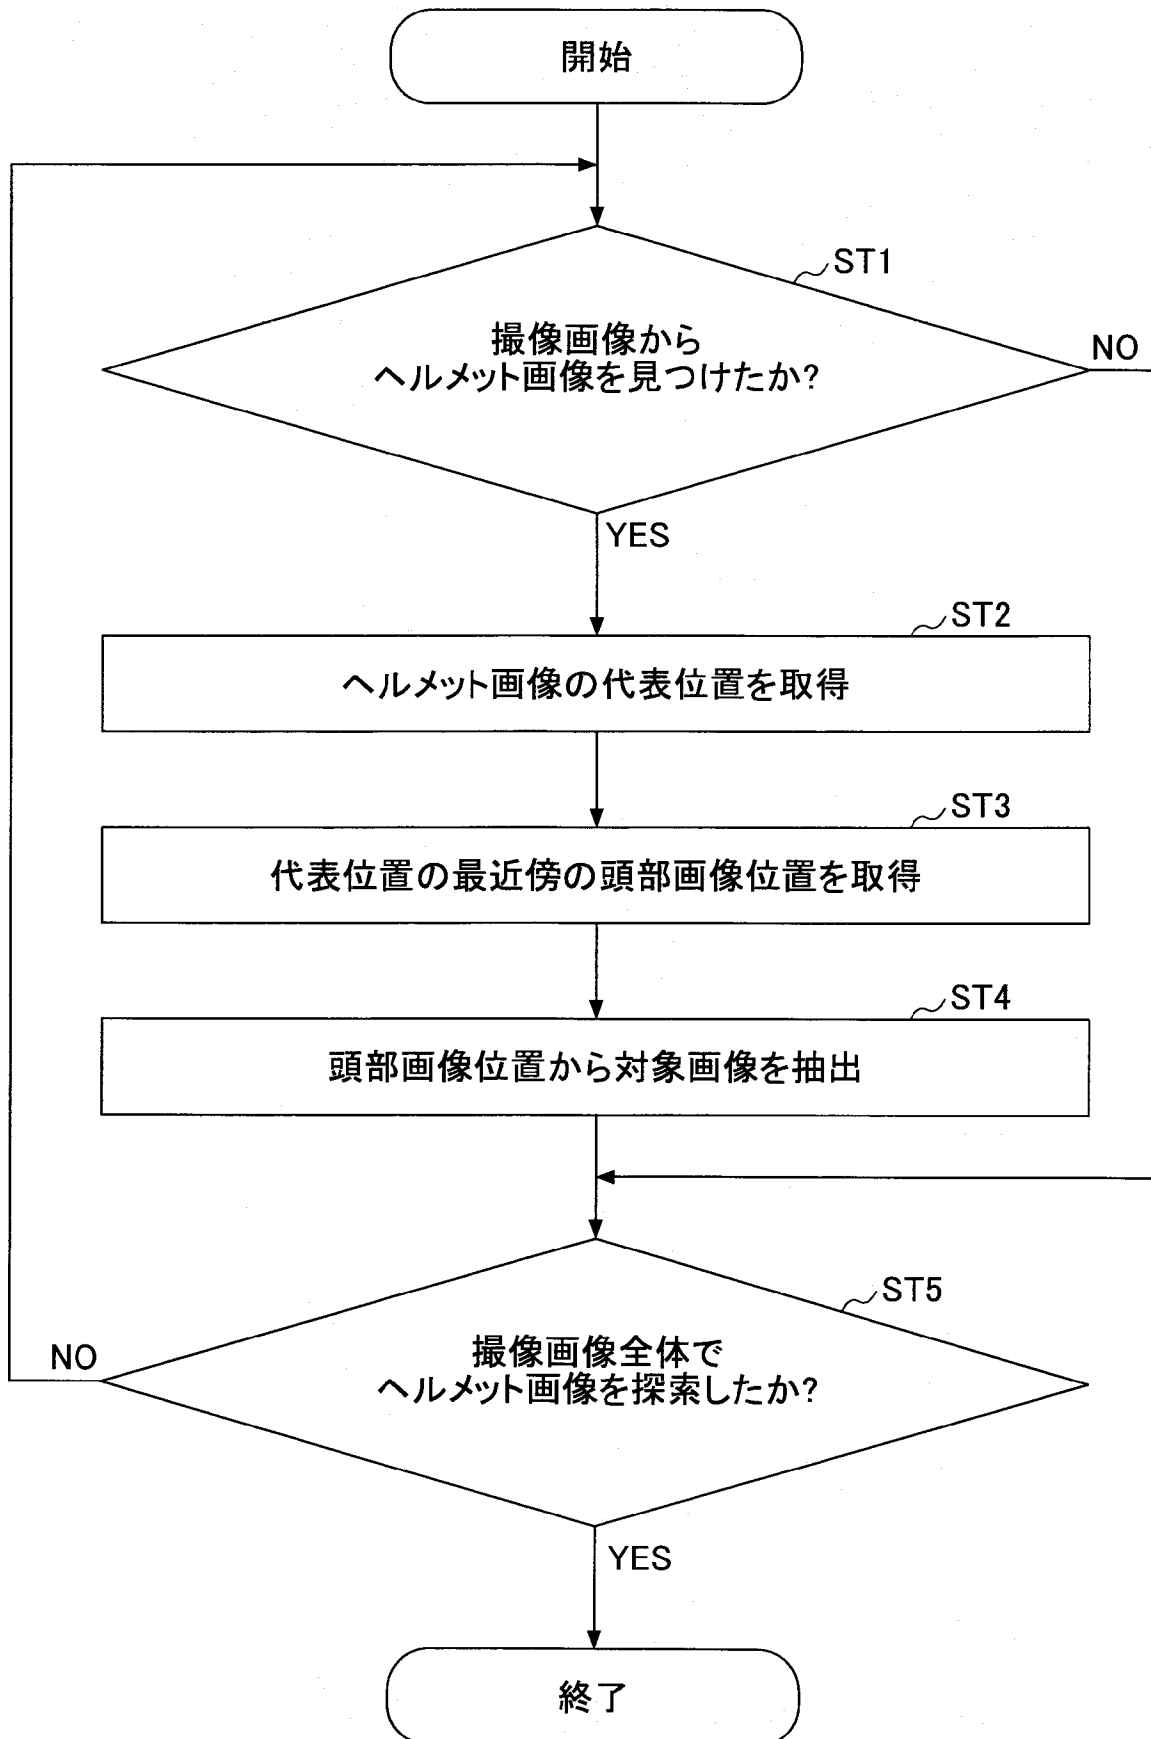 開始
ST1
撮像画像から
ヘルメット画像を見つけたか?
NO
YES
ST2
ヘルメット画像の代表位置を取得
ST3
代表位置の最近傍の頭部画像位置を取得
ST4
頭部画像位置から対象画像を抽出
ST5
撮像画像全体で
ヘルメット画像を探索したか?
NO
YES
終了